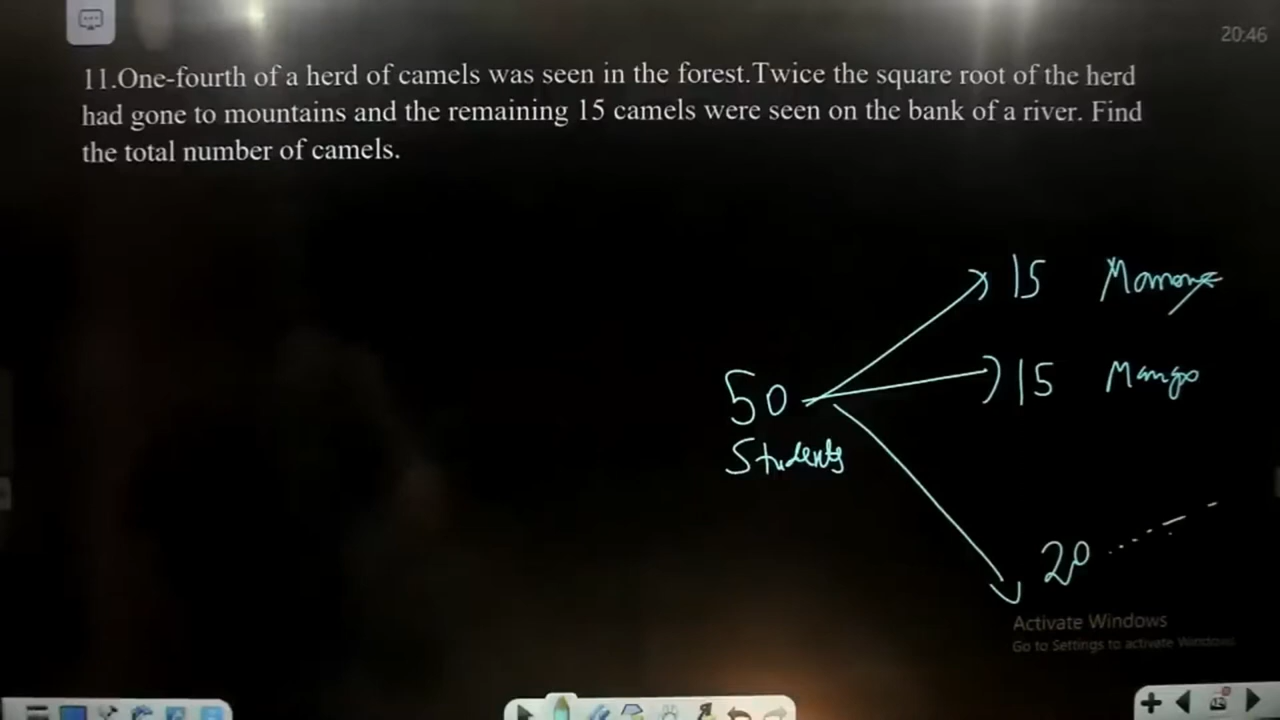 20:46
11.One-fourth of a herd of camels was seen in the forest.Twice the square root of the herd
had gone to mountains and the remaining 15 camels were seen on the bank of a river. Find
the total number of camels.
15
50 15 Mango
Students
20
Activate Windows
Go to Settings to activate Windows